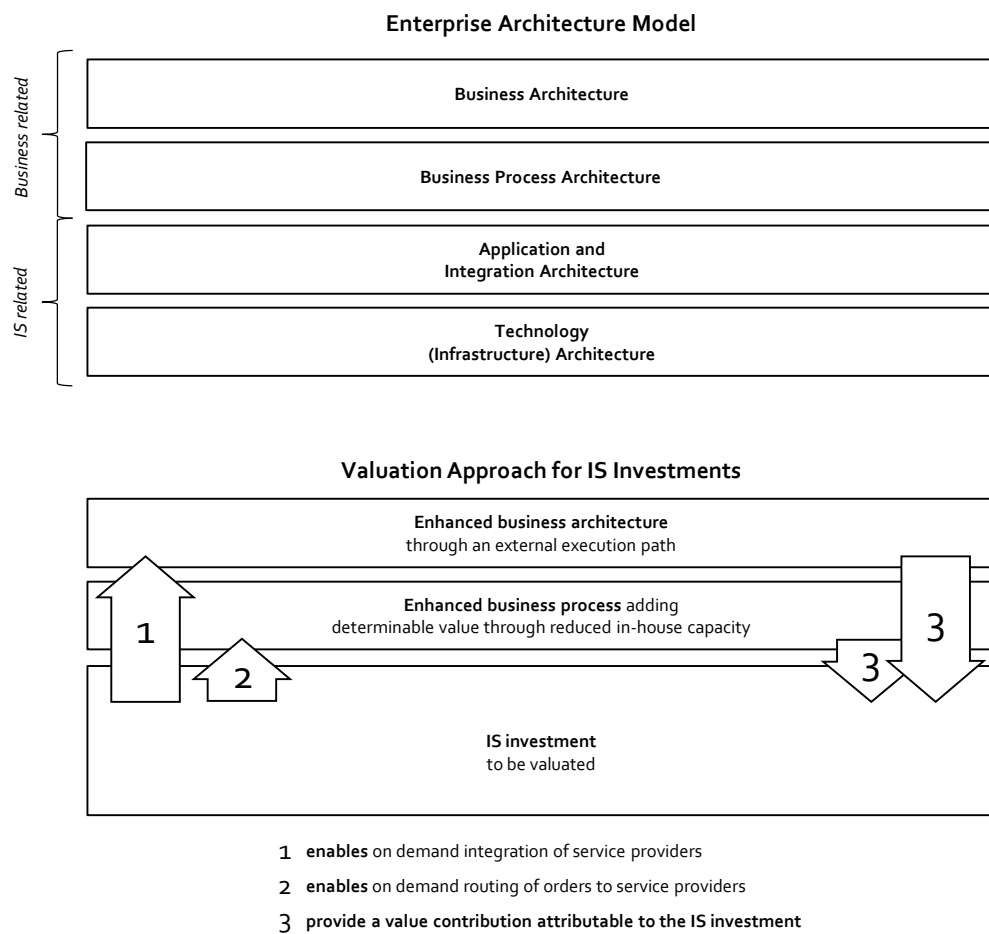 Enterprise Architecture Model
Business related
Business Architecture
Business Process Architecture
IS related
Application and
Integration Architecture
Technology
(Infrastructure) Architecture
Valuation Approach for IS Investments
Enhanced business architecture
through an external execution path
Enhanced business process adding
determinable value through reduced in-house capacity
1
2
3
3
IS investment
to be valuated
1 enables on demand integration of service providers
2 enables on demand routing of orders to service providers
3 provide a value contribution attributable to the IS investment